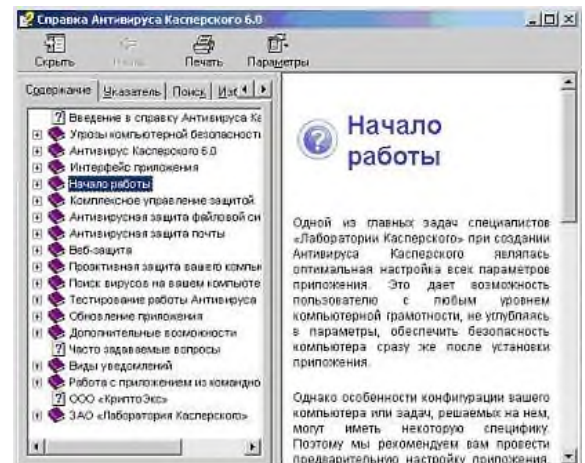 Справка Антивируса Касперского 6.0
Скрыть Назад Печать Параметры
Содержание Указатель Поиск Изб
Введение в справку Антивируса Ка
Угрозы компьютерной безопасност
Антивирус Касперского 6.0
Интерфейс приложения
Начало работы
Комплексное управление защитой
Антивирусная защита файловой си
Антивирусная защита почты
Веб-защита
Проактивная защита вашего компью
Поиск вирусов на вашем компьюте
Тестирование работы Антивируса
Обновление приложения
Дополнительные возможности
Часто задаваемые вопросы
Виды уведомлений
Работа с приложением из командно
ООО «КриптоЭкс»
ЗАО «Лаборатория Касперского»
Начало
работы
Одной из главных задач специалистов
«Лаборатории Касперского» при создании
Антивируса Касперского являлась
оптимальная настройка всех параметров
приложения. Это дает возможность
пользователю с любым уровнем
компьютерной грамотности, не углубляясь
в параметры, обеспечить безопасность
компьютера сразу же после установки
приложения.
Однако особенности конфигурации вашего
компьютера или задач, решаемых на нем,
могут иметь некоторую специфику.
Поэтому мы рекомендуем вам провести
предварительную настройку приложения,